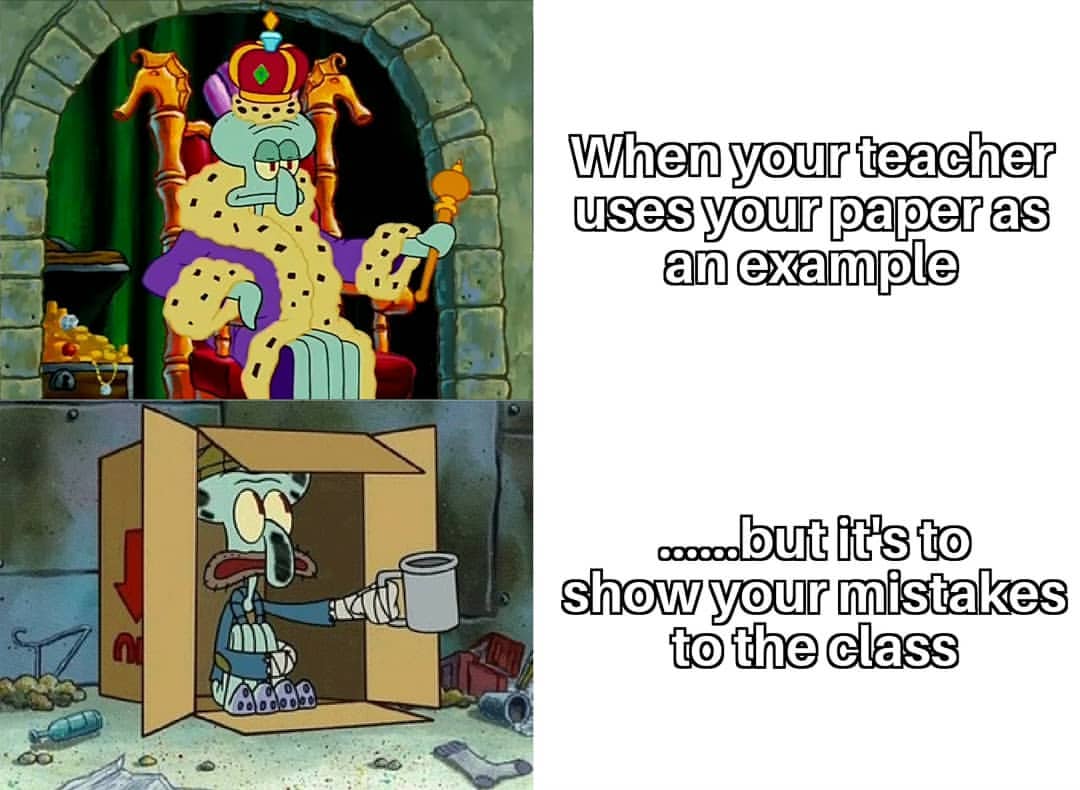 When your teacher
uses your paper as
an example
......but it's to
show your mistakes
to the class